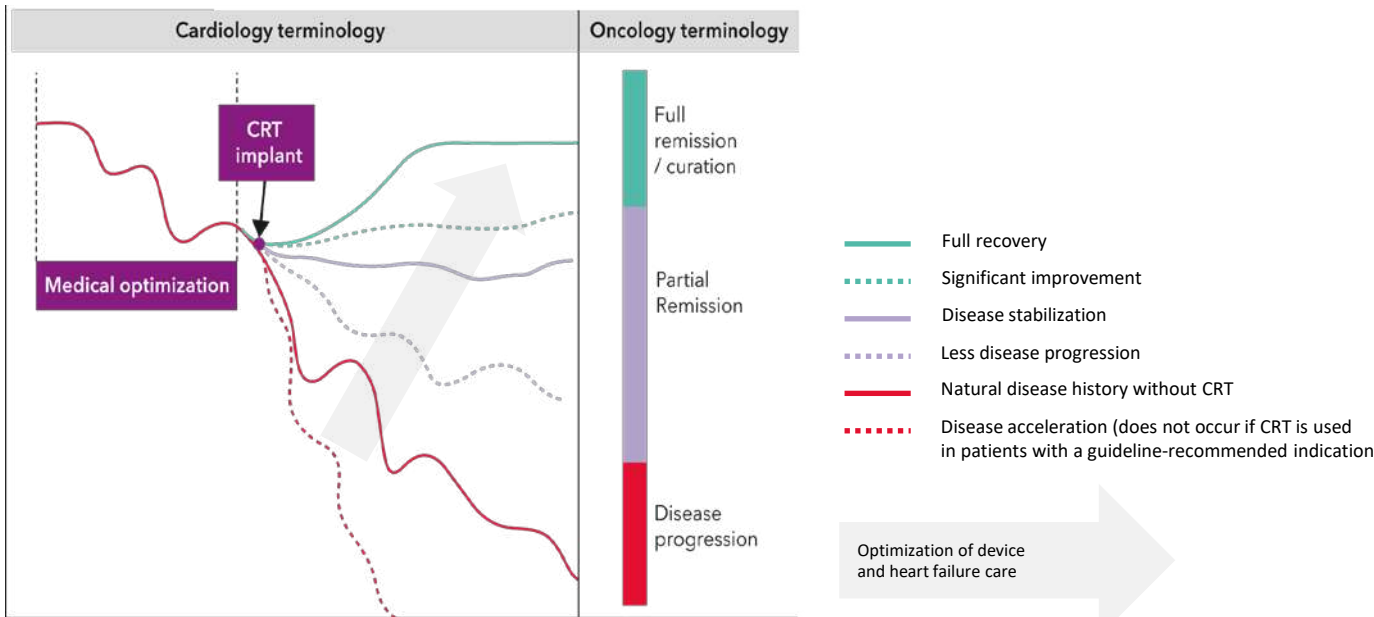 Cardiology terminology
Oncology terminology
CRT
implant
Medical optimization
Full
remission
/ curation
Partial
Remission
Disease
progression
Full recovery
Significant improvement
Disease stabilization
Less disease progression
Natural disease history without CRT
Disease acceleration (does not occur if CRT is used
in patients with a guideline-recommended indication
Optimization of device
and heart failure care